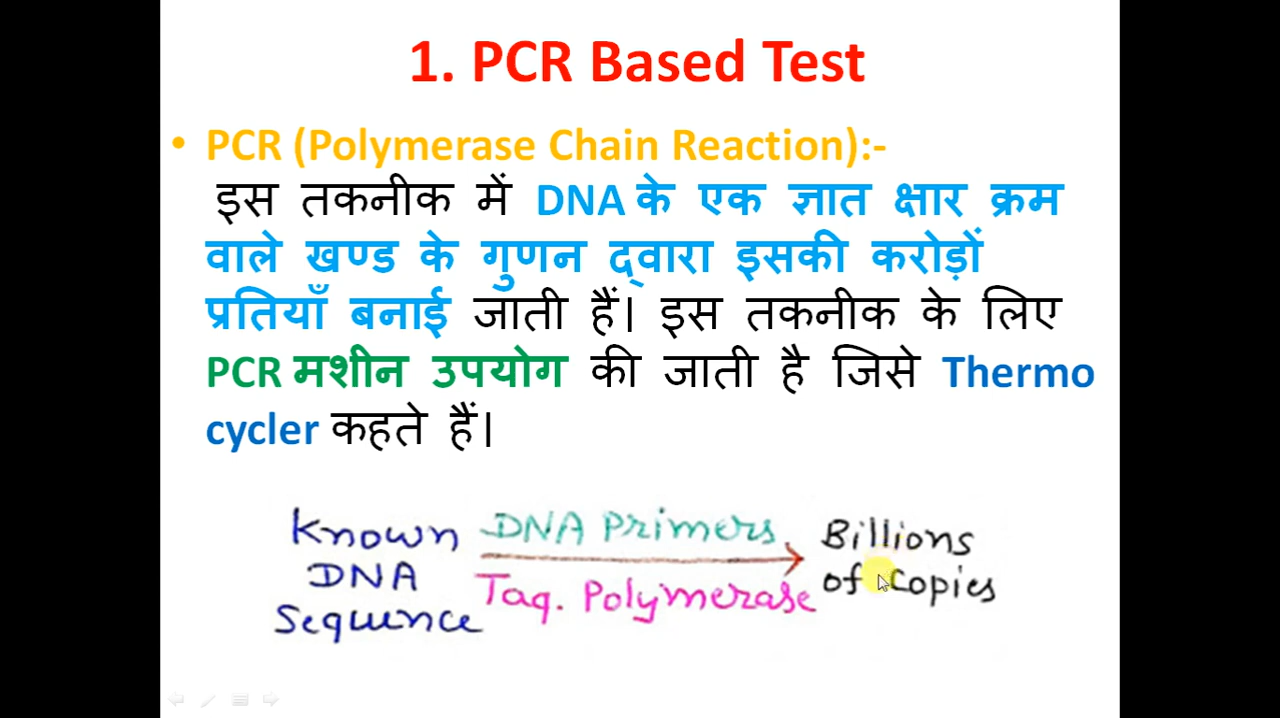 1. PCR Based Test
• PCR (Polymerase Chain Reaction):-
इस तकनीक में DNA के एक ज्ञात क्षार क्रम
वाले खण्ड के गुणन द्वारा इसकी करोड़ों
प्रतियाँ बनाई जाती हैं। इस तकनीक के लिए
PCR मशीन उपयोग की जाती है जिसे Thermo
cycler कहते हैं।
Known DNA Primers Billions
DNA Taq. Polymerase of Copies
Sequence